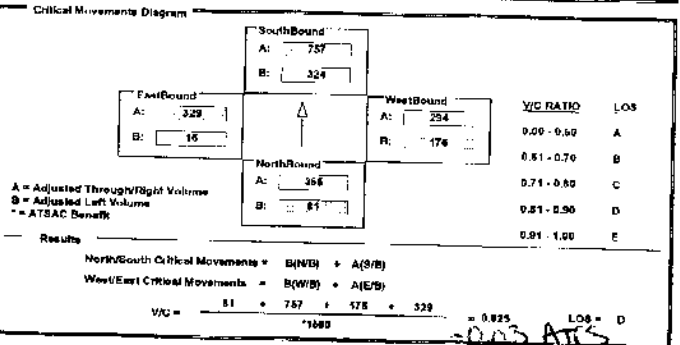 Critical Movements Diagram
SouthBound
A: 757
B: 324
EastBound
A: 329
B: 16
WestBound
A: 294
B: 176
NorthBound
A: 356
B: 81
A = Adjusted Through/Right Volume
B = Adjusted Left Volume
* = ATSAC Benefit
V/C RATIO LOS
0.00 - 0.60 A
0.61 - 0.70 B
0.71 - 0.80 C
0.81 - 0.90 D
0.91 - 1.00 E
Results
North/South Critical Movements = B(N/B) + A(S/B)
West/East Critical Movements = B(W/B) + A(E/B)
V/C = 81 + 757 + 176 + 329
= 0.825 LOS = D
-0.03 ATCS